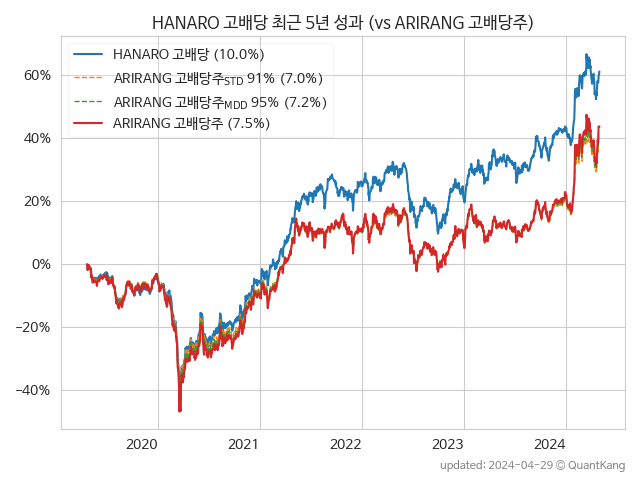 HANARO 고배당 최근 5년 성과 (vs ARIRANG 고배당주)
HANARO 고배당 (10.0%)
ARIRANG 고배당주STD 91% (7.0%)
ARIRANG 고배당주MDD 95% (7.2%)
ARIRANG 고배당주 (7.5%)
60%
40%
20%
0%
−20%
−40%
2020 2021 2022 2023 2024
updated: 2024-04-29 © QuantKang